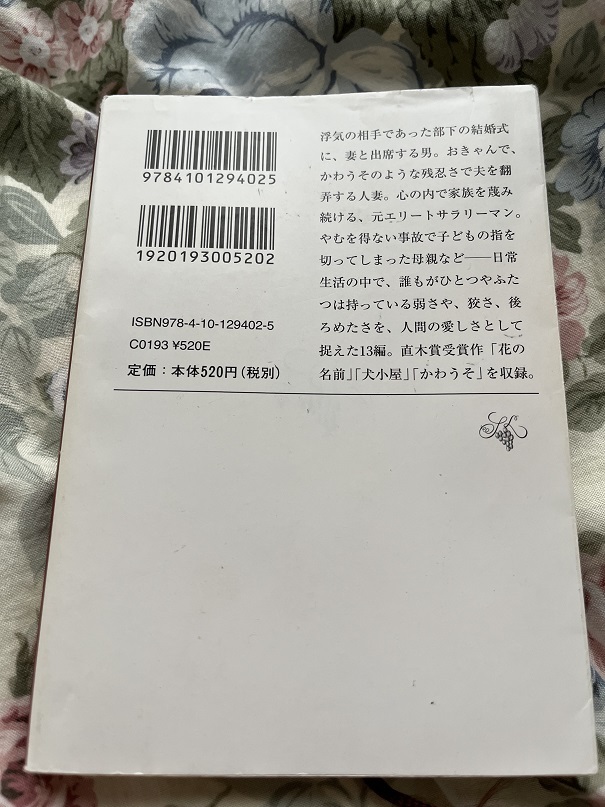 9784101294025
1920193005202
ISBN978-4-10-129402-5
C0193 ¥520E
定価：本体520円（税別）
浮気の相手であった部下の結婚式
に、妻と出席する男。おきゃんで、
かわうそのような残忍さで夫を翻
弄する人妻。心の内で家族を蔑み
続ける、元エリートサラリーマン。
やむを得ない事故で子どもの指を
切ってしまった母親など――日常
生活の中で、誰もがひとつやふた
つは持っている弱さや、狡さ、後
ろめたさを、人間の愛しさとして
捉えた13編。直木賞受賞作「花の
名前」「犬小屋」「かわうそ」を収録。